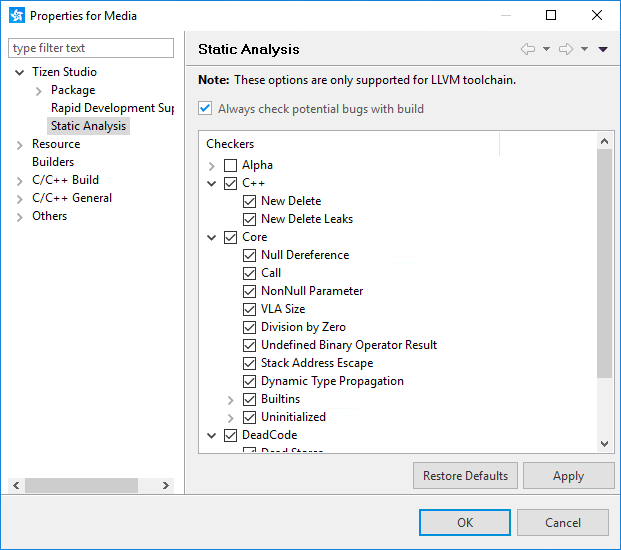 Properties for Media
type filter text
Tizen Studio
Package
Rapid Development Sup
Static Analysis
Resource
Builders
C/C++ Build
C/C++ General
Others
Static Analysis
Note: These options are only supported for LLVM toolchain.
Always check potential bugs with build
Checkers
Alpha
C++
New Delete
New Delete Leaks
Core
Null Dereference
Call
NonNull Parameter
VLA Size
Division by Zero
Undefined Binary Operator Result
Stack Address Escape
Dynamic Type Propagation
Builtins
Uninitialized
DeadCode
Dead Stores
Restore Defaults
Apply
OK
Cancel